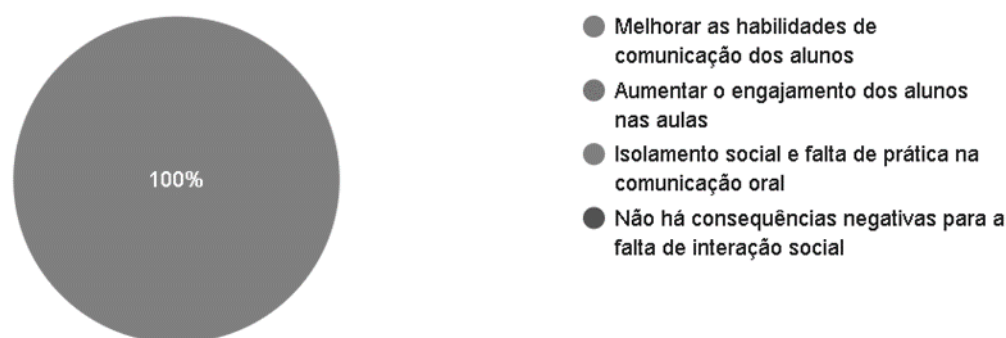 100%
Melhorar as habilidades de
comunicação dos alunos
Aumentar o engajamento dos alunos
nas aulas
Isolamento social e falta de prática na
comunicação oral
Não há consequências negativas para a
falta de interação social